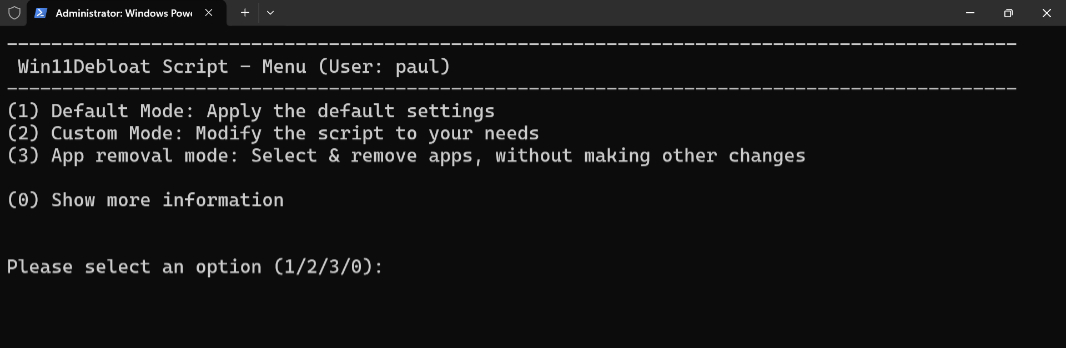 Administrator: Windows Pow
Win11Debloat Script - Menu (User: paul)
(1) Default Mode: Apply the default settings
(2) Custom Mode: Modify the script to your needs
(3) App removal mode: Select & remove apps, without making other changes
(0) Show more information
Please select an option (1/2/3/0):